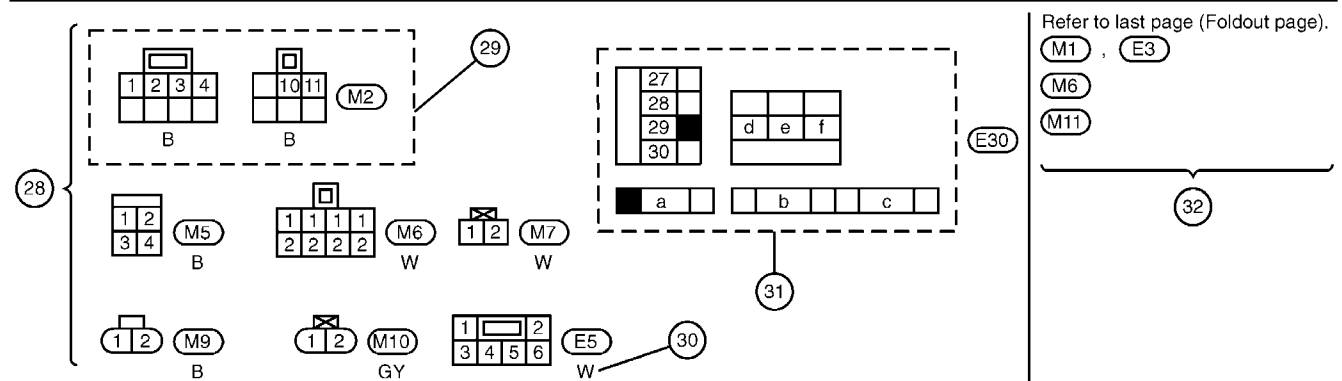 Refer to last page (Foldout page).
M1 , E3
M6
M11
32
28
29
1 2 3 4
B
10 11
B
M2
27
28
29
30
d e f
a
b c
E30
31
1 2
3 4
M5
B
1 1 1 1
2 2 2 2
M6
W
1 2
M7
W
1 2
M9
B
1 2
M10
GY
1 2
3 4 5 6
E5
W
30